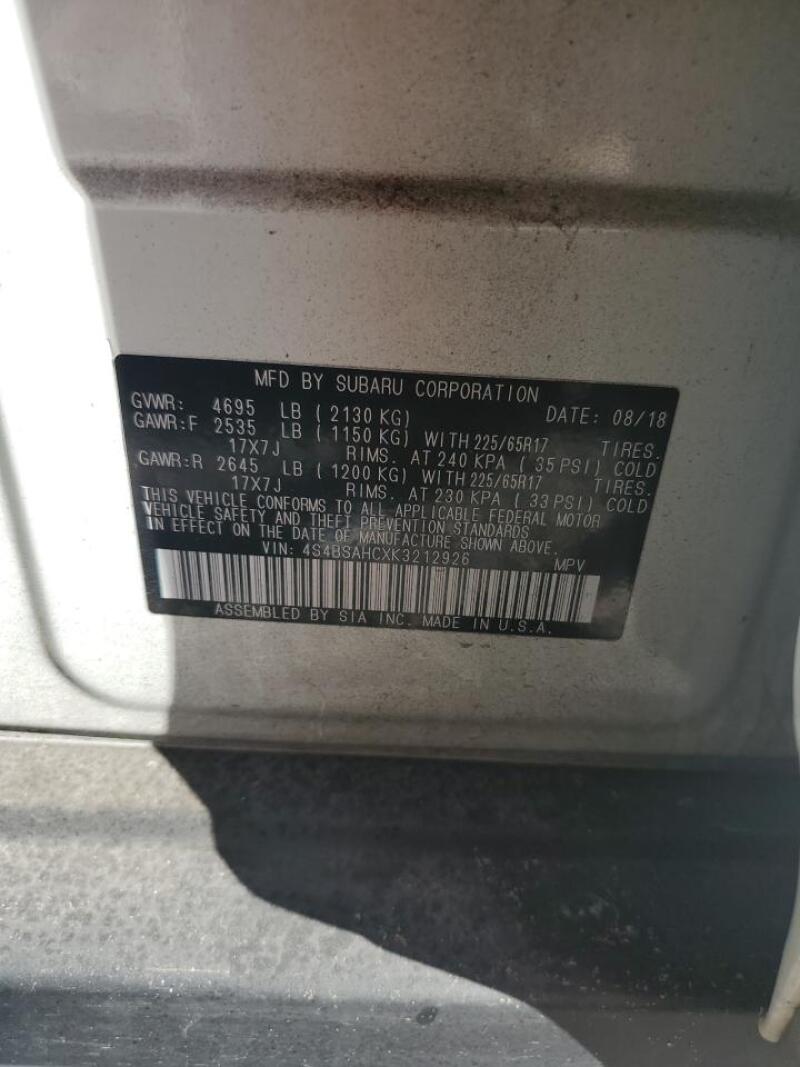 MFD BY SUBARU CORPORATION
GVWR: 4695 LB ( 2130 KG) DATE: 08/18
GAWR:F 2535 LB ( 1150 KG) WITH 225/65R17 TIRES.
17X7J RIMS. AT 240 KPA ( 35 PSI) COLD
GAWR:R 2645 LB ( 1200 KG) WITH 225/65R17 TIRES.
17X7J RIMS. AT 230 KPA ( 33 PSI) COLD
THIS VEHICLE CONFORMS TO ALL APPLICABLE FEDERAL MOTOR
VEHICLE SAFETY AND THEFT PREVENTION STANDARDS
IN EFFECT ON THE DATE OF MANUFACTURE SHOWN ABOVE.
VIN: 4S4BSAHCXK3212926 MPV
ASSEMBLED BY SIA INC. MADE IN U.S.A.